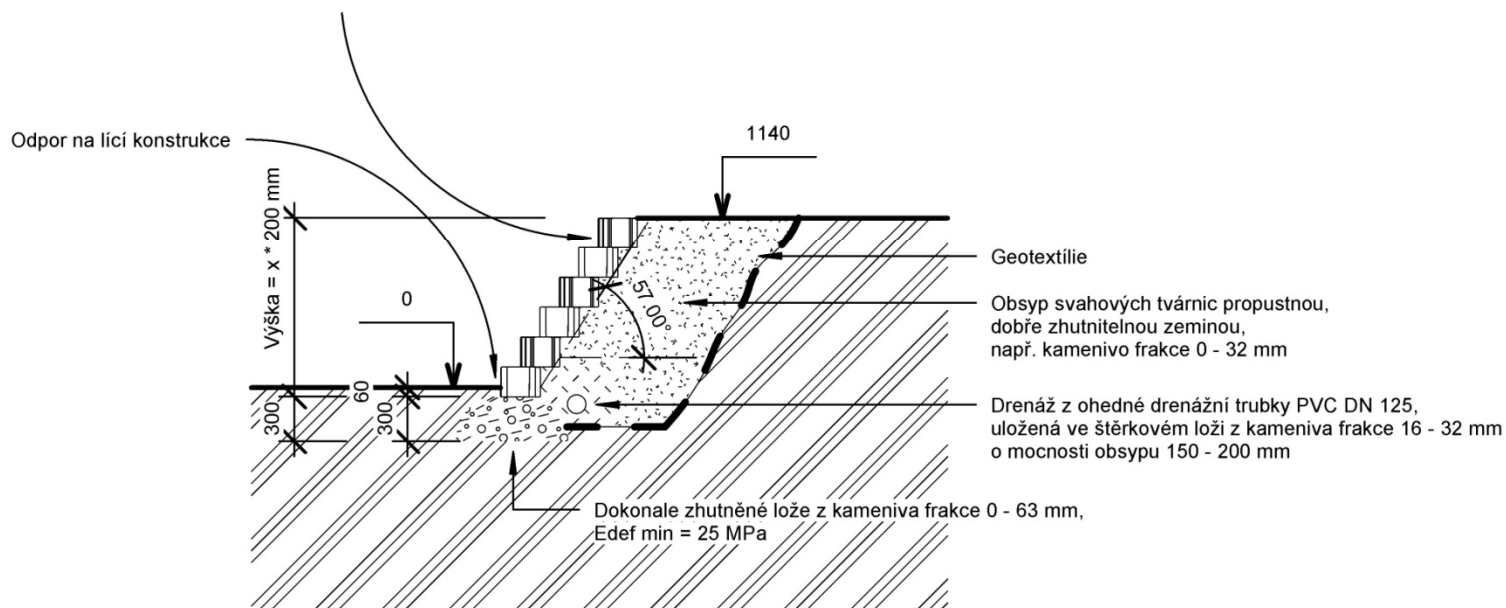 1140
Odpor na lící konstrukce
Výška = x * 200 mm
Geotextílie
0
57.00°
Obsyp svahových tvárnic propustnou,
dobře zhutnitelnou zeminou,
např. kamenivo frakce 0 - 32 mm
60
300
300
Drenáž z ohedné drenážní trubky PVC DN 125,
uložená ve štěrkovém loži z kameniva frakce 16 - 32 mm
o mocnosti obsypu 150 - 200 mm
Dokonale zhutněné lože z kameniva frakce 0 - 63 mm,
Edef min = 25 MPa